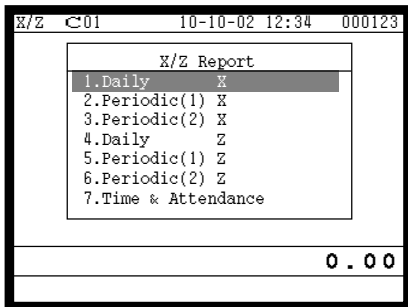 X/Z C01 10-10-02 12:34 000123
X/Z Report
1.Daily X
2.Periodic(1) X
3.Periodic(2) X
4.Daily Z
5.Periodic(1) Z
6.Periodic(2) Z
7.Time & Attendance
0.00